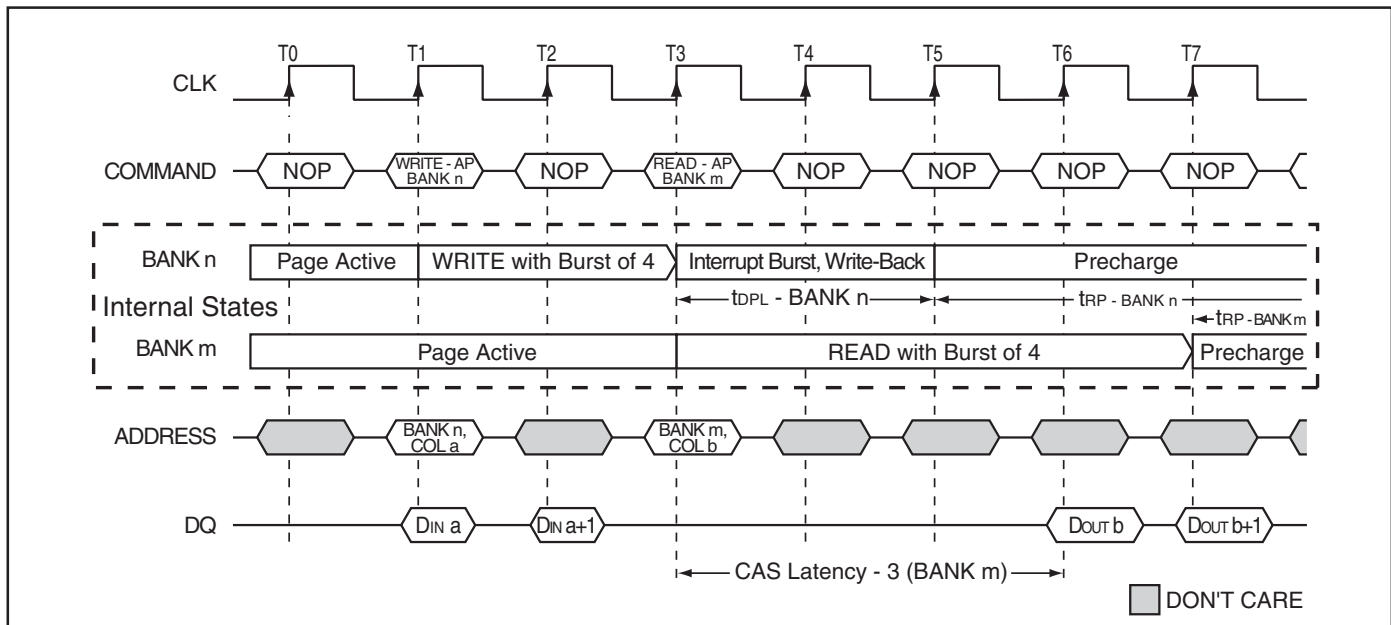 T0 T1 T2 T3 T4 T5 T6 T7
CLK
COMMAND NOP WRITE - AP BANK n NOP READ - AP BANK m NOP NOP NOP NOP
BANK n Page Active WRITE with Burst of 4 Interrupt Burst, Write-Back Precharge
tDPL - BANK n tRP - BANK n
Internal States
tRP - BANK m
BANK m Page Active READ with Burst of 4 Precharge
ADDRESS BANK n, COL a BANK m, COL b
DQ DIN a DIN a+1 DOUT b DOUT b+1
CAS Latency - 3 (BANK m)
DON'T CARE